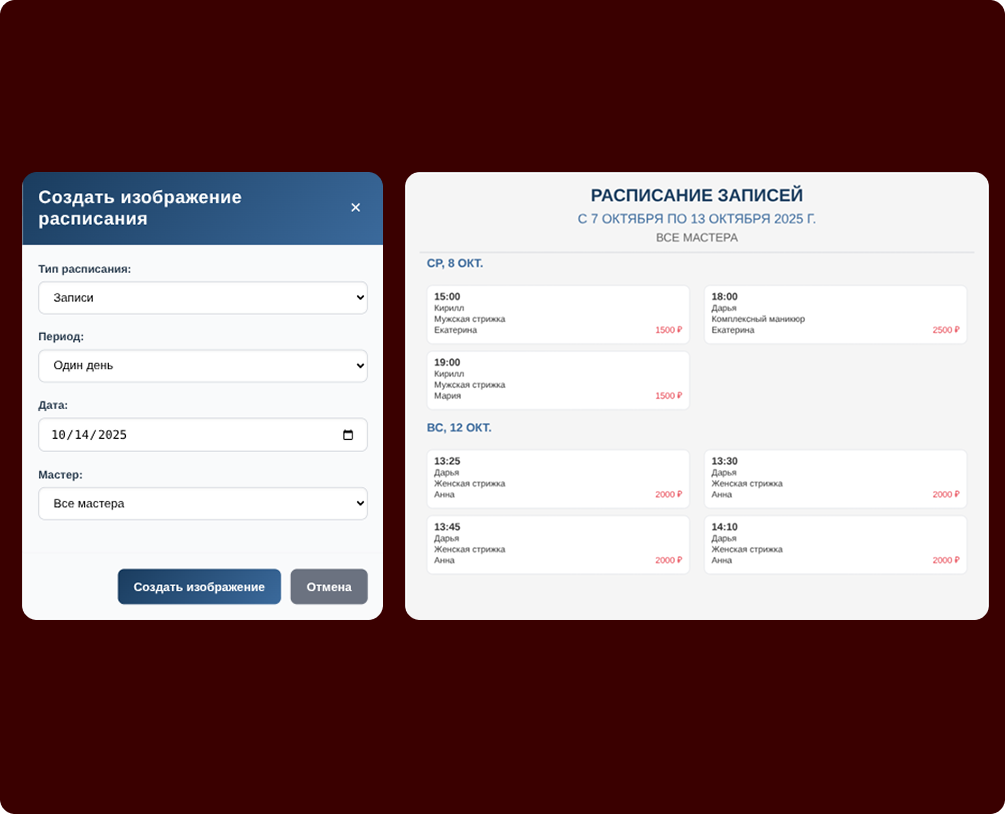 Создать изображение
расписания
×
Тип расписания:
Записи
Период:
Один день
Дата:
10/14/2025
Мастер:
Все мастера
Создать изображение
Отмена
РАСПИСАНИЕ ЗАПИСЕЙ
С 7 ОКТЯБРЯ ПО 13 ОКТЯБРЯ 2025 Г.
ВСЕ МАСТЕРА
СР, 8 ОКТ.
15:00
Кирилл
Мужская стрижка
Екатерина 1500 ₽
18:00
Дарья
Комплексный маникюр
Екатерина 2500 ₽
19:00
Кирилл
Мужская стрижка
Мария 1500 ₽
ВС, 12 ОКТ.
13:25
Дарья
Женская стрижка
Анна 2000 ₽
13:30
Дарья
Женская стрижка
Анна 2000 ₽
13:45
Дарья
Женская стрижка
Анна 2000 ₽
14:10
Дарья
Женская стрижка
Анна 2000 ₽